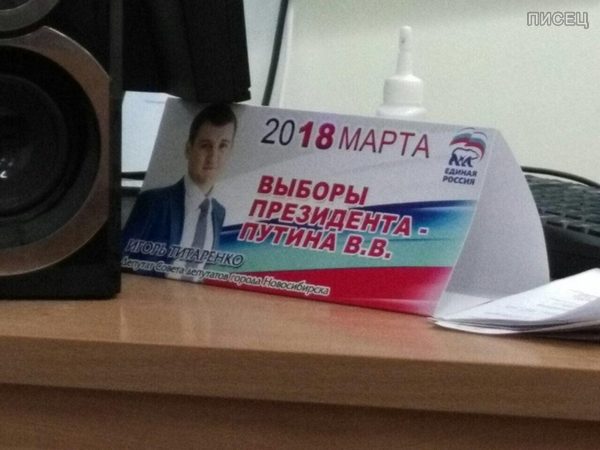 ПИСЕЦ
2018 МАРТА
ЕДИНАЯ
РОССИЯ
ВЫБОРЫ
ПРЕЗИДЕНТА -
ПУТИНА В.В.
ИГОРЬ ТИТАРЕНКО
депутат Совета депутатов города Новосибирска